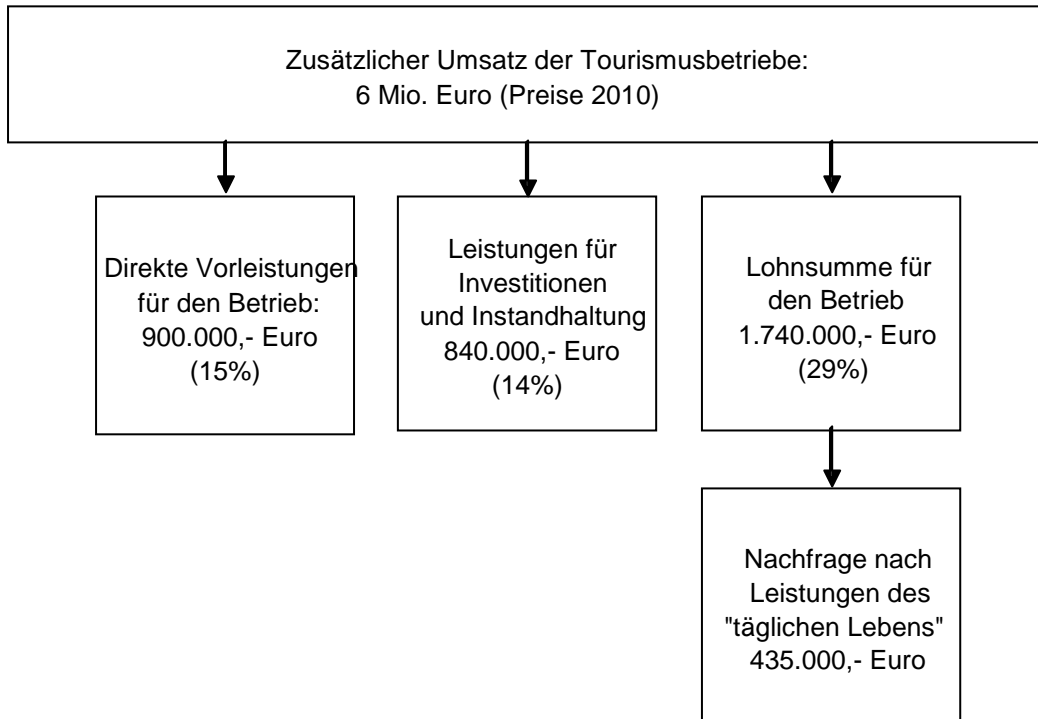 Zusätzlicher Umsatz der Tourismusbetriebe:
6 Mio. Euro (Preise 2010)
Direkte Vorleistungen
für den Betrieb:
900.000,- Euro
(15%)
Leistungen für
Investitionen
und Instandhaltung
840.000,- Euro
(14%)
Lohnsumme für
den Betrieb
1.740.000,- Euro
(29%)
Nachfrage nach
Leistungen des
"täglichen Lebens"
435.000,- Euro